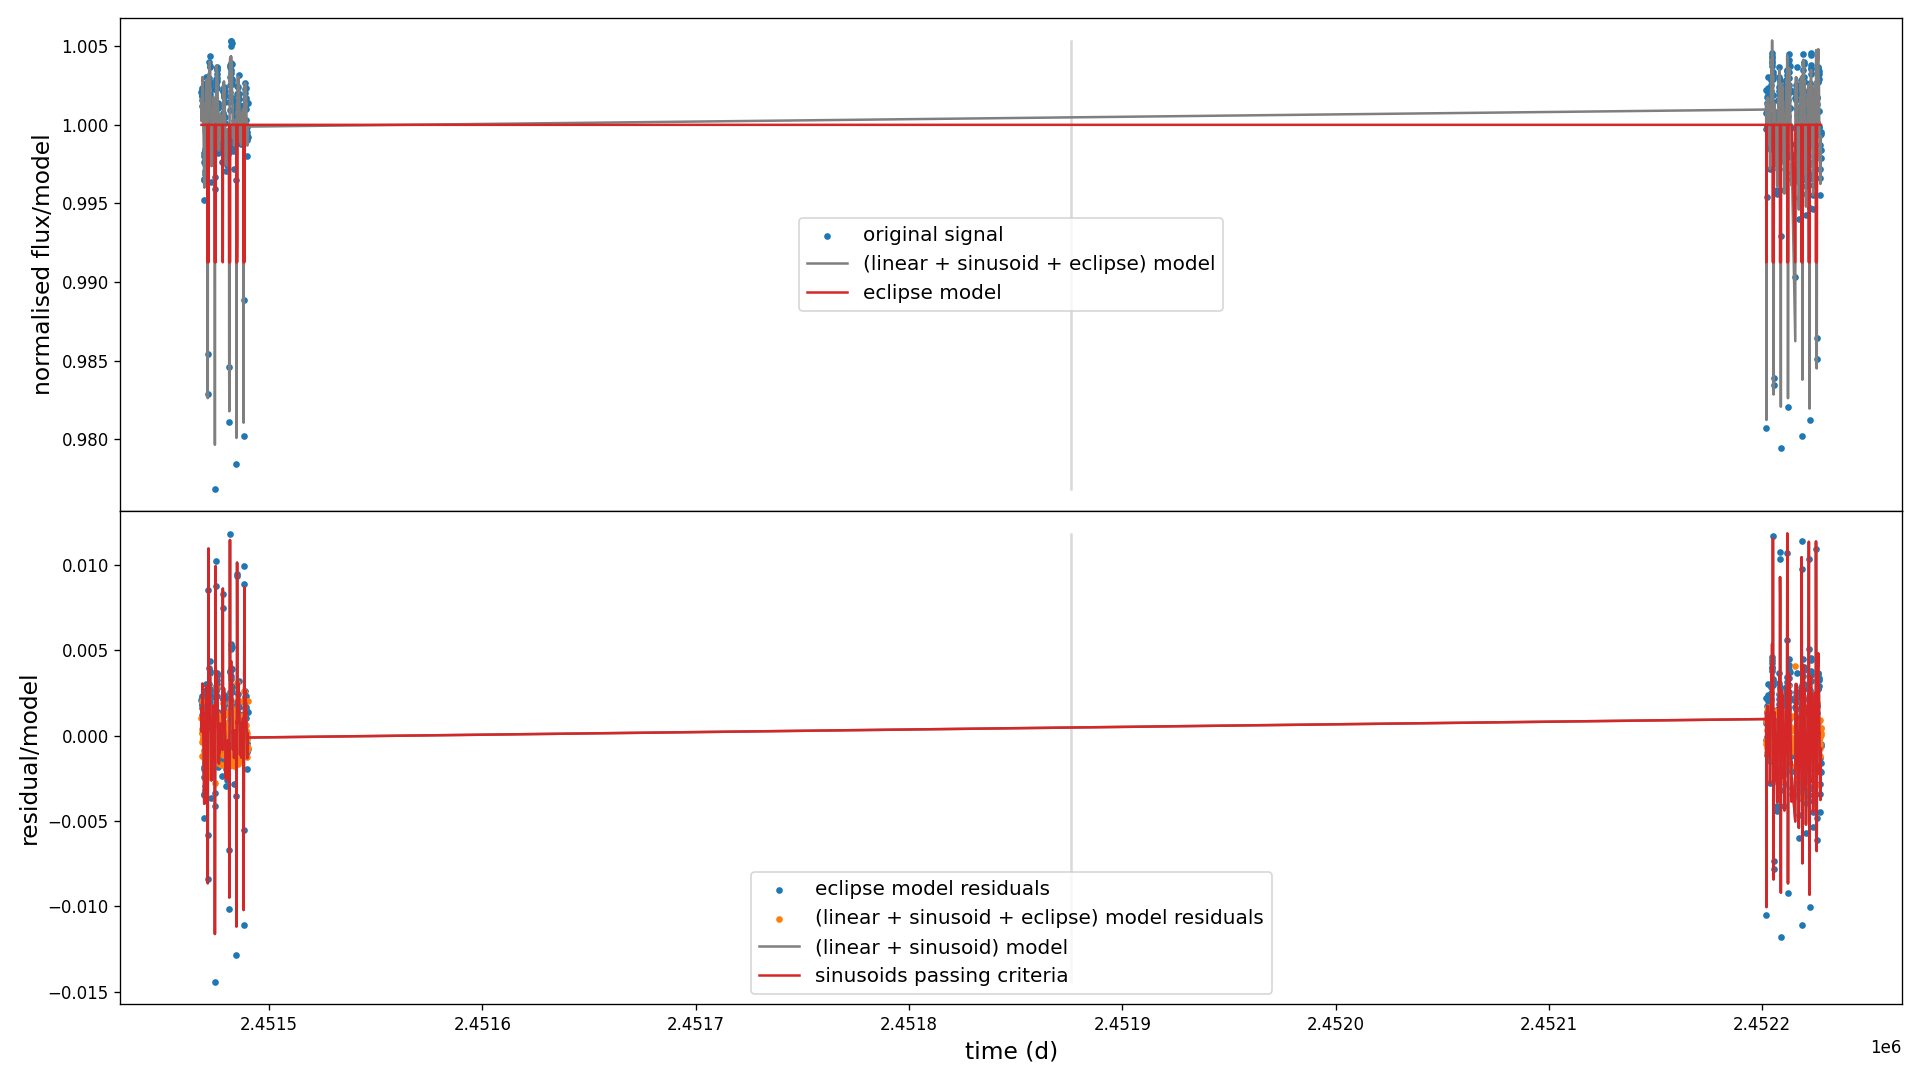 1.005
1.000
0.995
0.990
0.985
0.980
normalised flux/model
original signal
(linear + sinusoid + eclipse) model
eclipse model
0.010
0.005
0.000
−0.005
−0.010
−0.015
residual/model
eclipse model residuals
(linear + sinusoid + eclipse) model residuals
(linear + sinusoid) model
sinusoids passing criteria
2.4515 2.4516 2.4517 2.4518 2.4519 2.4520 2.4521 2.4522
1e6
time (d)